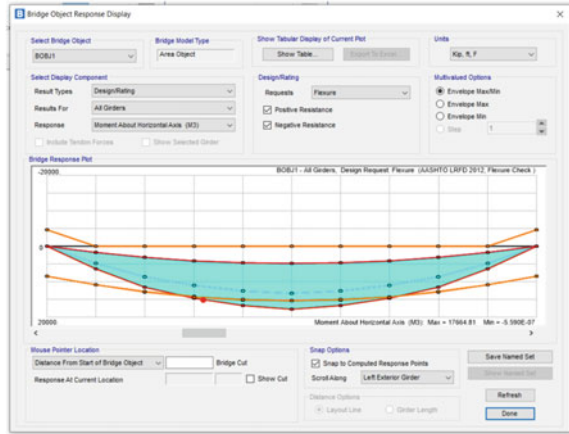 B Bridge Object Response Display
Select Bridge Object
BOBJ1
Bridge Model Type
Area Object
Show Tabular Display of Current Plot
Show Table...
Export To Excel...
Units
Kip, ft, F
Select Display Component
Result Types
Design/Rating
Results For
All Girders
Response
Moment About Horizontal Axis (M3)
Include Tendon Forces
Show Selected Girder
Design/Rating
Requests
Flexure
Positive Resistance
Negative Resistance
Multivalued Options
Envelope Max/Min
Envelope Max
Envelope Min
Step
1
Bridge Response Plot
-20000.
BOBJ1 - All Girders, Design Request Flexure (AASHTO LRFD 2012, Flexure Check )
0
20000
Moment About Horizontal Axis (M3) Max = 17664.81 Min = -5.590E-07
Mouse Pointer Location
Distance From Start of Bridge Object
Bridge Cut
Response At Current Location
Show Cut
Snap Options
Snap to Computed Response Points
Scroll Along
Left Exterior Girder
Distance Options
Layout Line
Girder Length
Save Named Set
Show Named Set
Refresh
Done